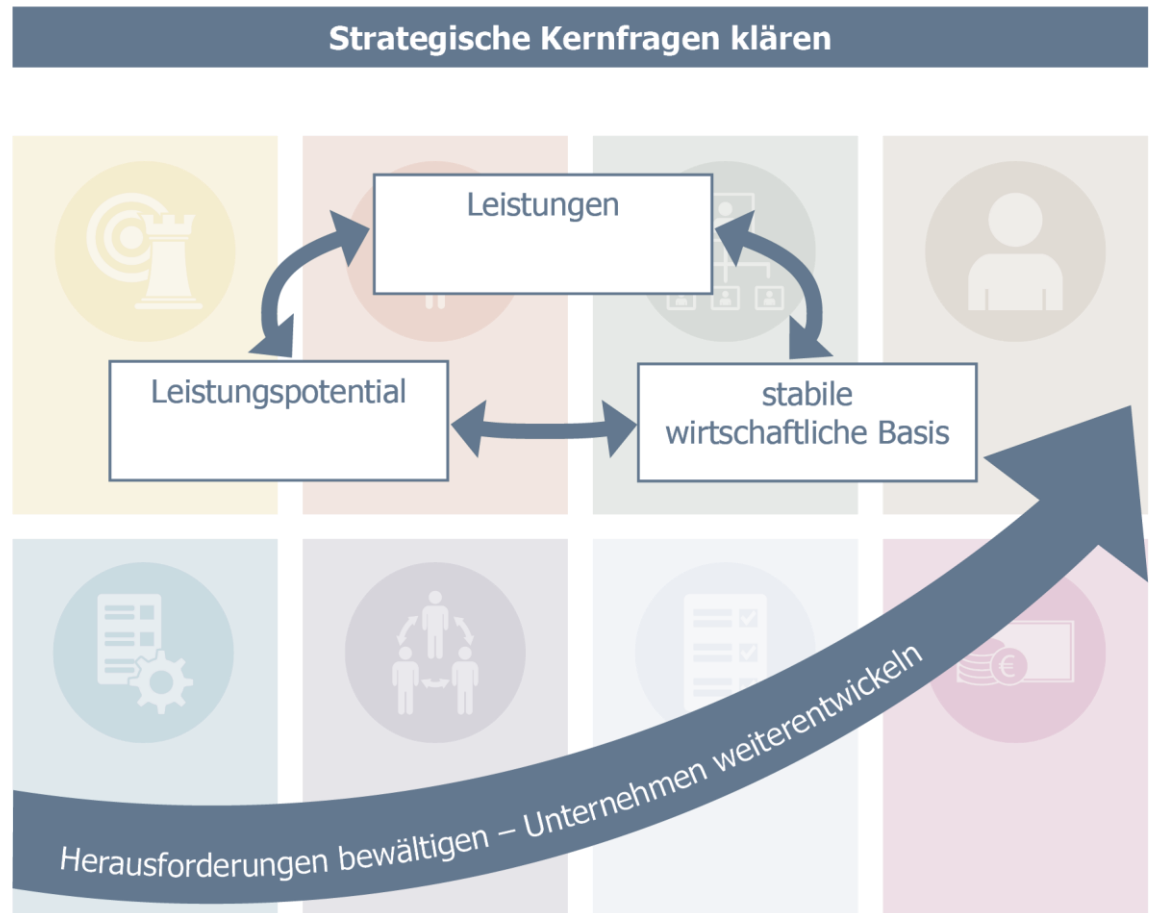 Strategische Kernfragen klären
Leistungen
Leistungspotential
stabile
wirtschaftliche Basis
€
Herausforderungen bewältigen – Unternehmen weiterentwickeln